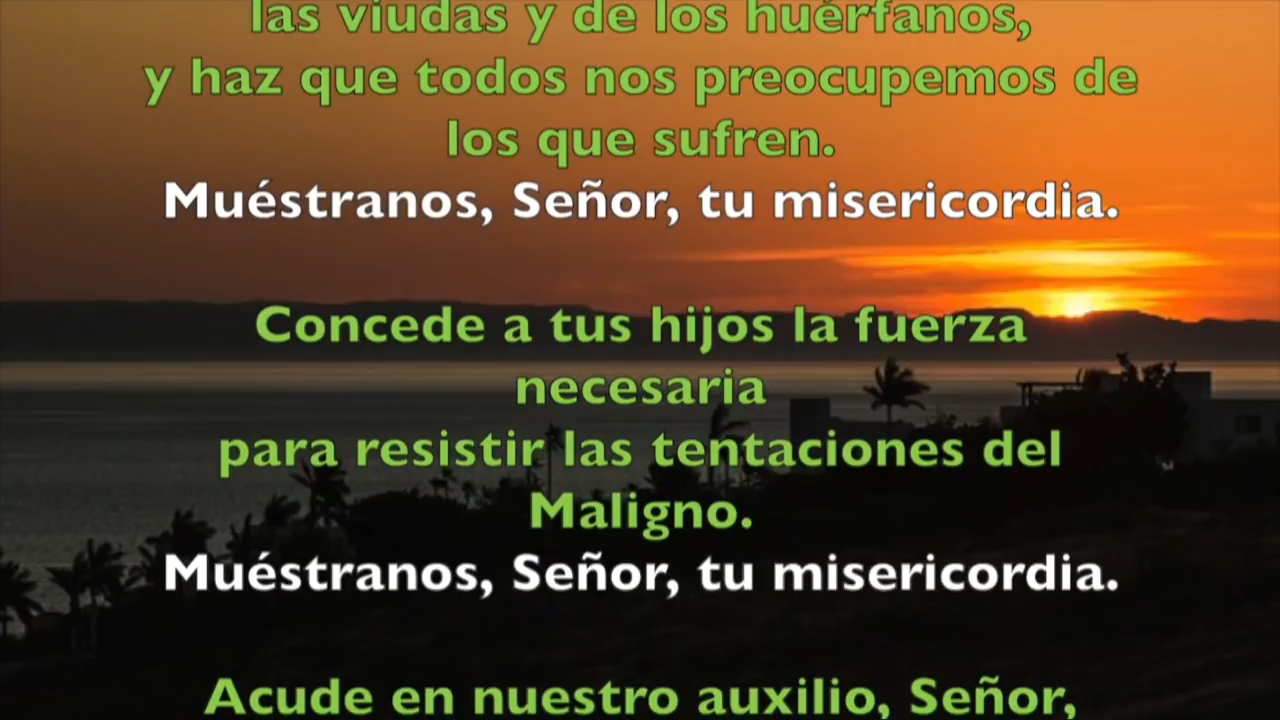 las viudas y de los huérfanos,
y haz que todos nos preocupemos de
los que sufren.
Muéstranos, Señor, tu misericordia.
Concede a tus hijos la fuerza
necesaria
para resistir las tentaciones del
Maligno.
Muéstranos, Señor, tu misericordia.
Acude en nuestro auxilio, Señor,